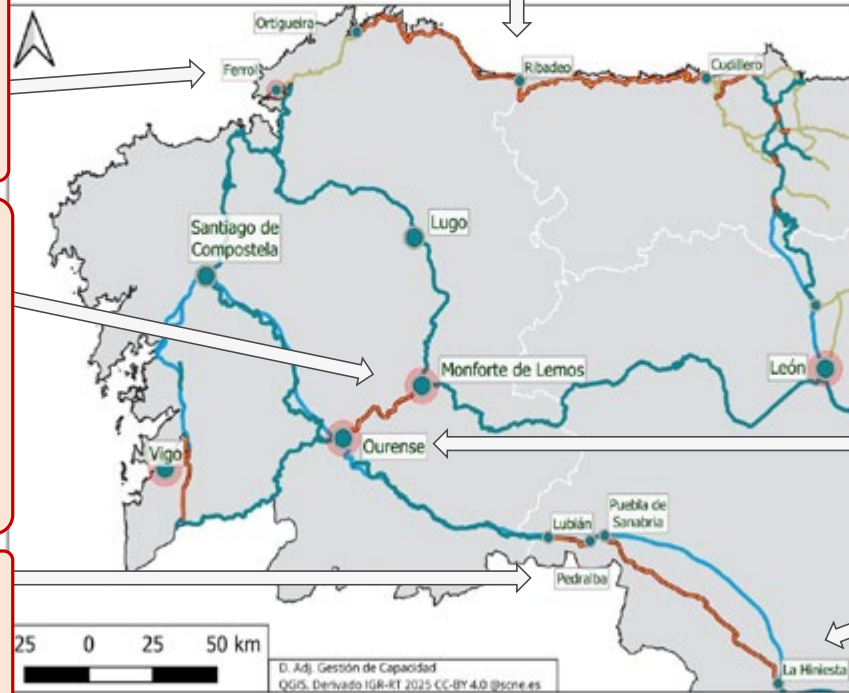 Ortigueira
Ferrol
Ribadeo
Cudillero
Santiago de
Compostela
Lugo
Monforte de Lemos
León
Vigo
Ourense
Puebla de
Sanabria
Lubián
Pedralba
La Hiniesta
25 0 25 50 km
D. Adj. Gestión de Capacidad
QGIS. Derivado IGR-RT 2025 CC-BY 4.0 @scne.es